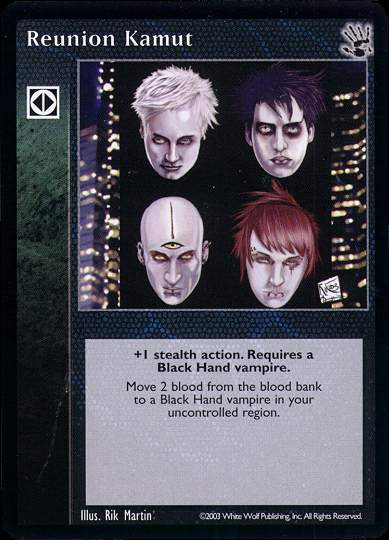 Reunion Kamut
+1 stealth action. Requires a
Black Hand vampire.
Move 2 blood from the blood bank
to a Black Hand vampire in your
uncontrolled region.
Illus. Rik Martin
©2003 White Wolf Publishing, Inc. All Rights Reserved.